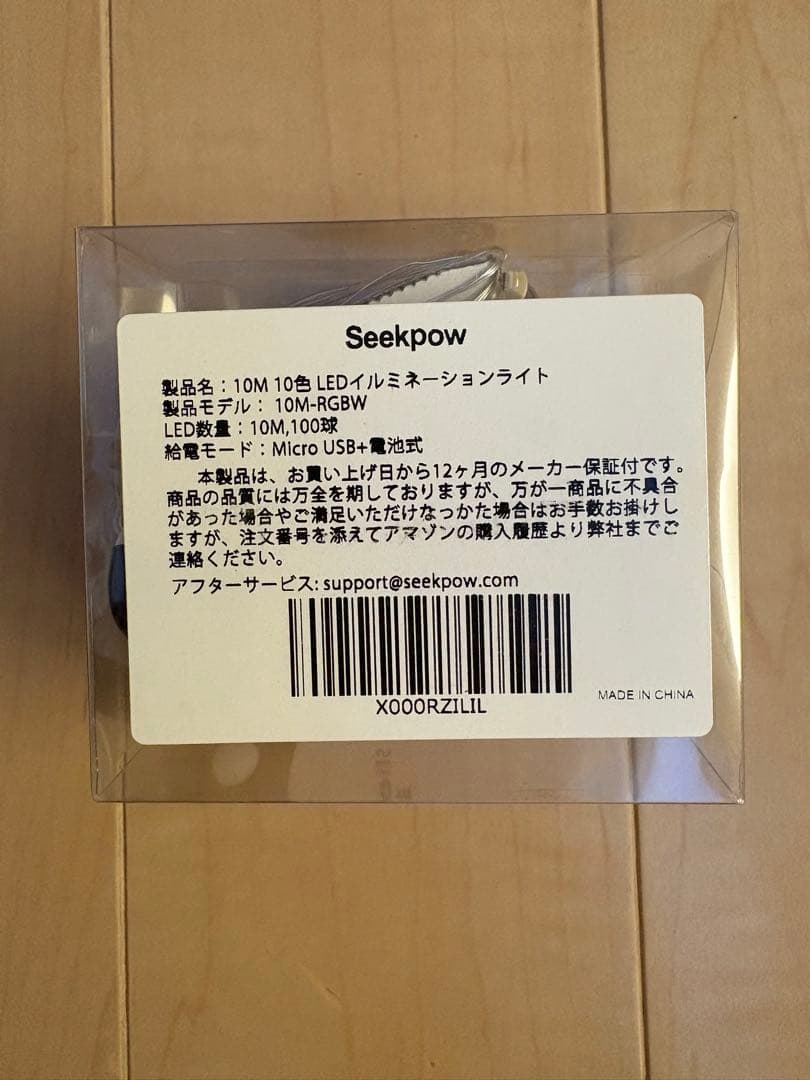 Seekpow
製品名：10M 10色 LEDイルミネーションライト
製品モデル： 10M-RGBW
LED数量：10M,100球
給電モード：Micro USB+電池式
本製品は、お買い上げ日から12ヶ月のメーカー保証付です。
商品の品質には万全を期しておりますが、万が一商品に不具合
があった場合やご満足いただけなっかた場合はお手数お掛けし
ますが、注文番号を添えてアマゾンの購入履歴より弊社までご
連絡ください。
アフターサービス: support@seekpow.com
X000RZILIL
MADE IN CHINA